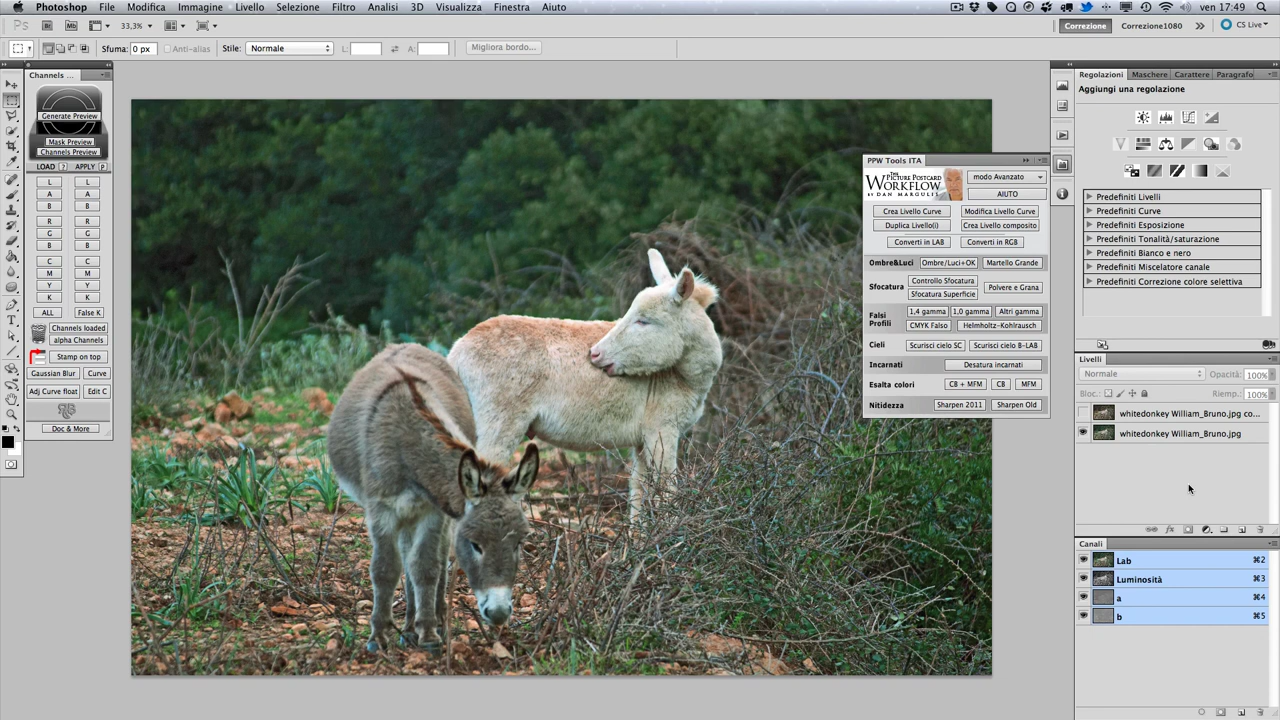 Photoshop File Modifica Immagine Livello Selezione Filtro Analisi 3D Visualizza Finestra Aiuto ven 17:49
Ps Br Mb 33,3% Correzione Correzione1080 CS Live
Sfuma: 0 px Anti-alias Stile: Normale L: A: Migliora bordo...
Channels ...
Generate Preview
Mask Preview
Channels Preview
LOAD ? APPLY p
L L
A A
B B
R R
G G
B B
C C
M M
Y Y
K K
ALL False K
Channels loaded
alpha Channels
Stamp on top
Gaussian Blur Curve
Adj Curve float Edit C
Doc & More
PPW Tools ITA
THE PICTURE POSTCARD
WORKFLOW
BY DAN MARGULIS
modo Avanzato
AIUTO
Crea Livello Curve Modifica Livello Curve
Duplica Livello(i) Crea Livello composito
Converti in LAB Converti in RGB
Ombre&Luci Ombre/Luci+OK Martello Grande
Sfocatura Controllo Sfocatura Polvere e Grana
Sfocatura Superficie
Falsi Profili 1,4 gamma 1,0 gamma Altri gamma
CMYK Falso Helmholtz-Kohlrausch
Cieli Scurisci cielo SC Scurisci cielo B-LAB
Incarnati Desatura incarnati
Esalta colori CB + MFM CB MFM
Nitidezza Sharpen 2011 Sharpen Old
Regolazioni Maschere Carattere Paragrafo
Aggiungi una regolazione
Predefiniti Livelli
Predefiniti Curve
Predefiniti Esposizione
Predefiniti Tonalità/saturazione
Predefiniti Bianco e nero
Predefiniti Miscelatore canale
Predefiniti Correzione colore selettiva
Livelli
Normale Opacità: 100%
Bloc.: Riemp.: 100%
whitedonkey William_Bruno.jpg co...
whitedonkey William_Bruno.jpg
Canali
Lab ⌘2
Luminosità ⌘3
a ⌘4
b ⌘5